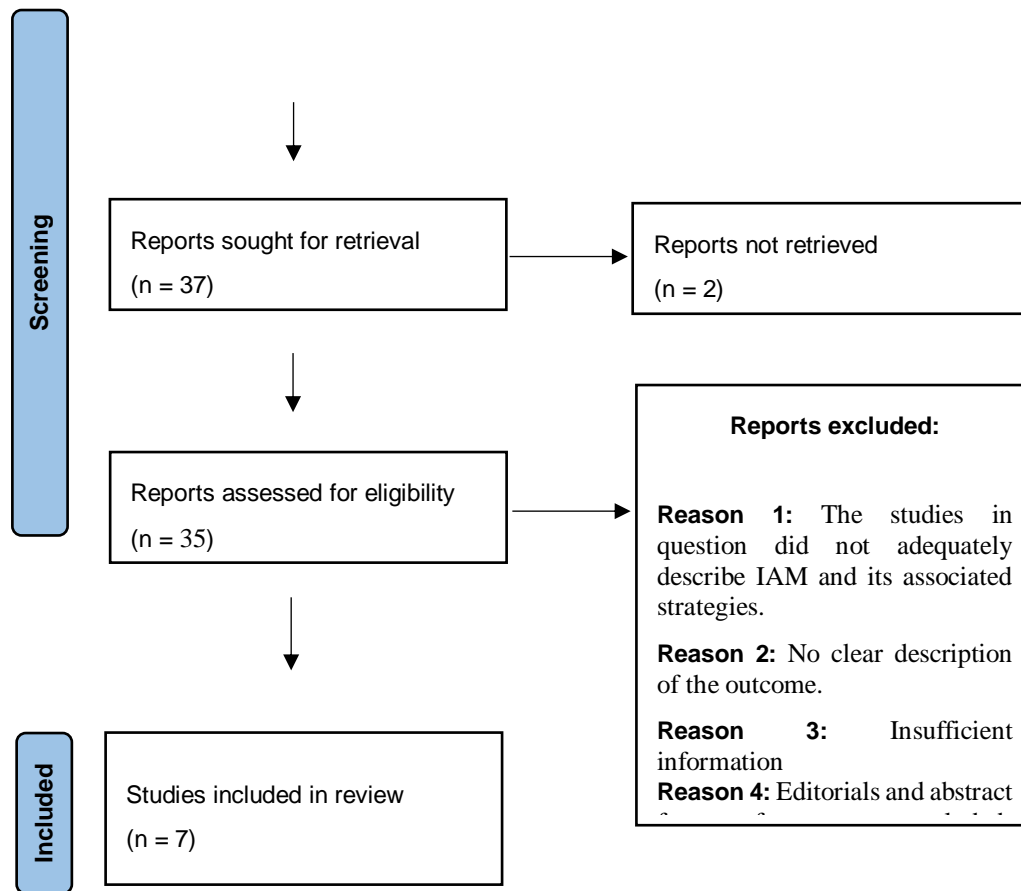 Screening
Reports sought for retrieval
(n = 37)
Reports not retrieved
(n = 2)
Reports assessed for eligibility
(n = 35)
Reports excluded:
Reason 1: The studies in
question did not adequately
describe IAM and its associated
strategies.
Reason 2: No clear description
of the outcome.
Reason 3: Insufficient
information
Reason 4: Editorials and abstract
Included
Studies included in review
(n = 7)